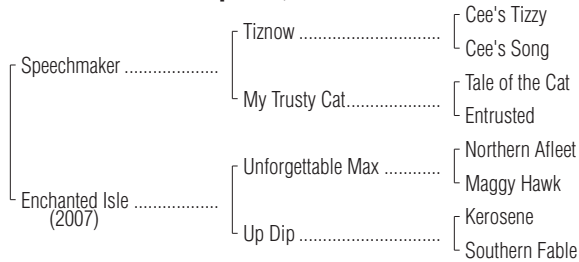 Cee's Tizzy
Tiznow ..............................
Cee's Song
Speechmaker ....................
Tale of the Cat
My Trusty Cat....................
Entrusted
Northern Afleet
Unforgettable Max ............
Maggy Hawk
Enchanted Isle ..................
(2007)
Kerosene
Up Dip ..............................
Southern Fable